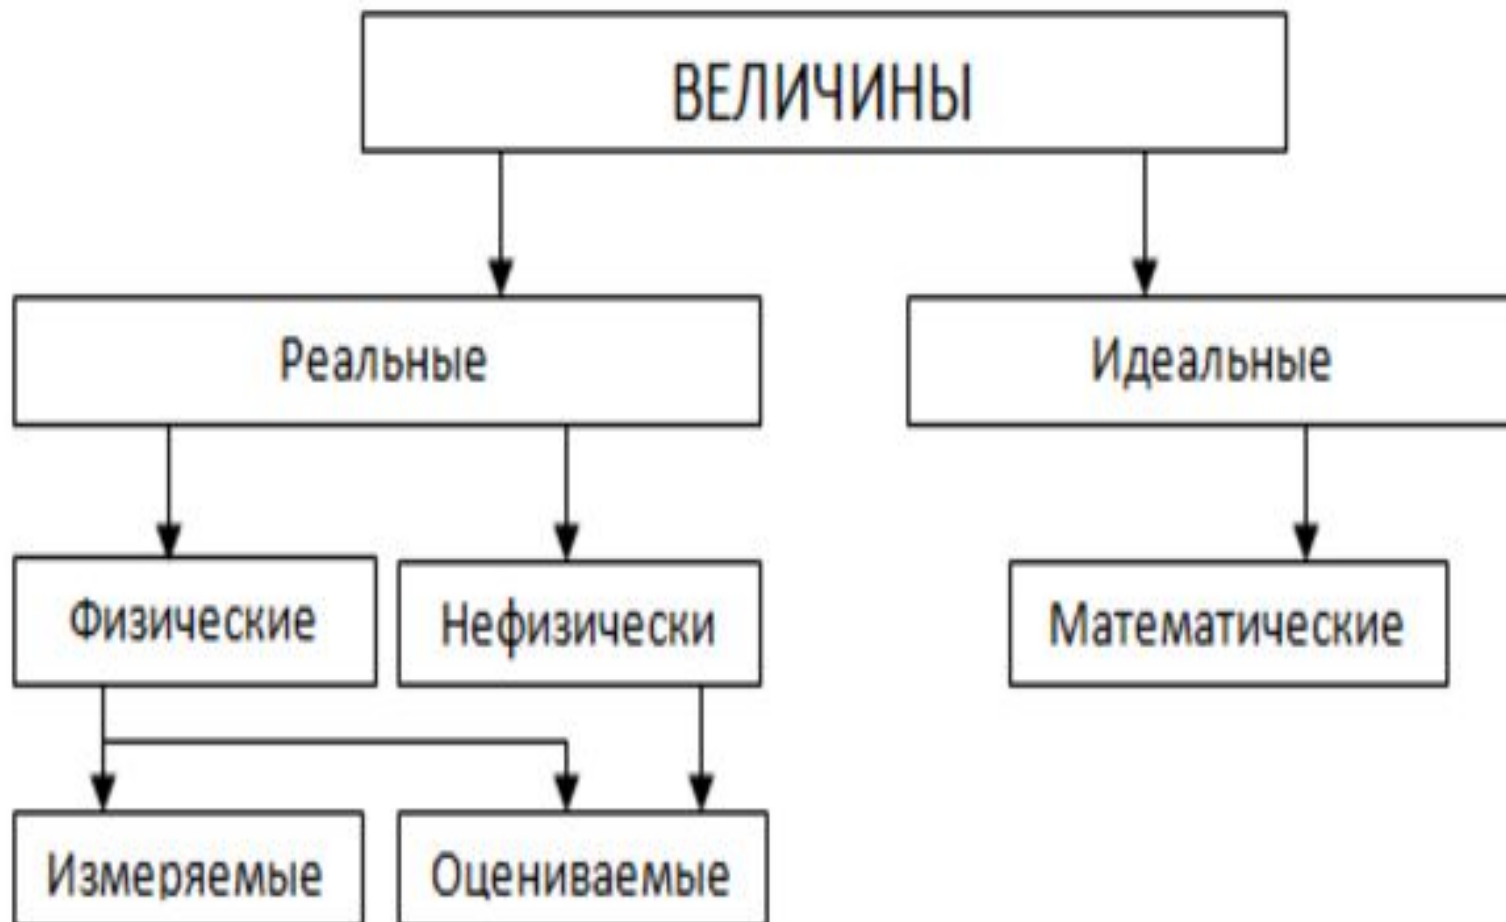 ВЕЛИЧИНЫ
Реальные
Идеальные
Физические
Нефизически
Математические
Измеряемые
Оцениваемые